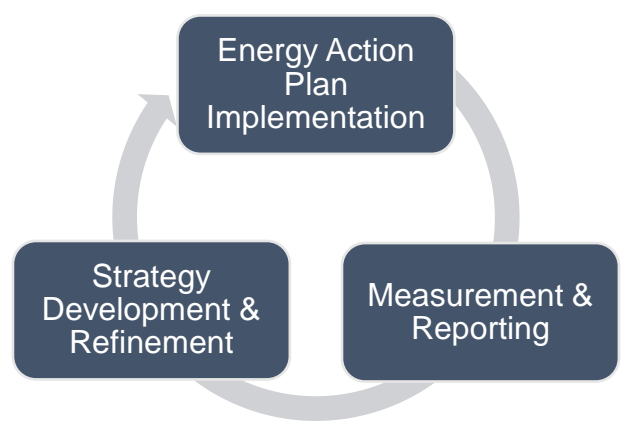 Energy Action
Plan
Implementation
Strategy
Development &
Refinement
Measurement &
Reporting